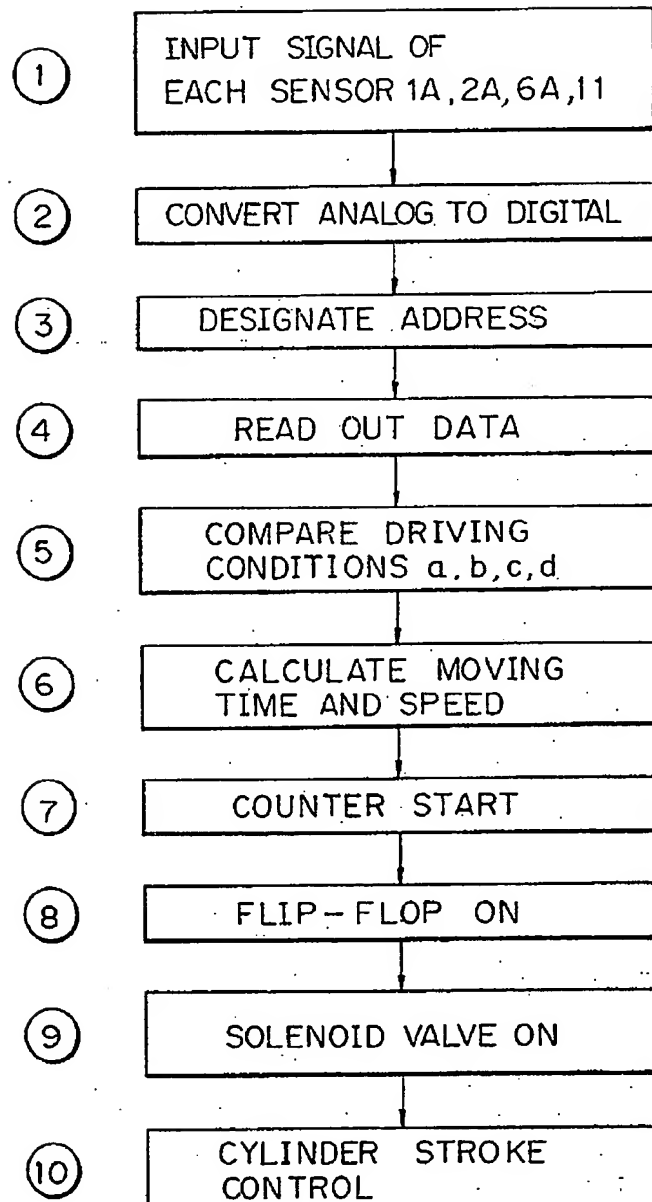 1
INPUT SIGNAL OF
EACH SENSOR 1A, 2A, 6A, 11
2
CONVERT ANALOG TO DIGITAL
3
DESIGNATE ADDRESS
4
READ OUT DATA
5
COMPARE DRIVING
CONDITIONS a, b, c, d
6
CALCULATE MOVING
TIME AND SPEED
7
COUNTER START
8
FLIP-FLOP ON
9
SOLENOID VALVE ON
10
CYLINDER STROKE
CONTROL